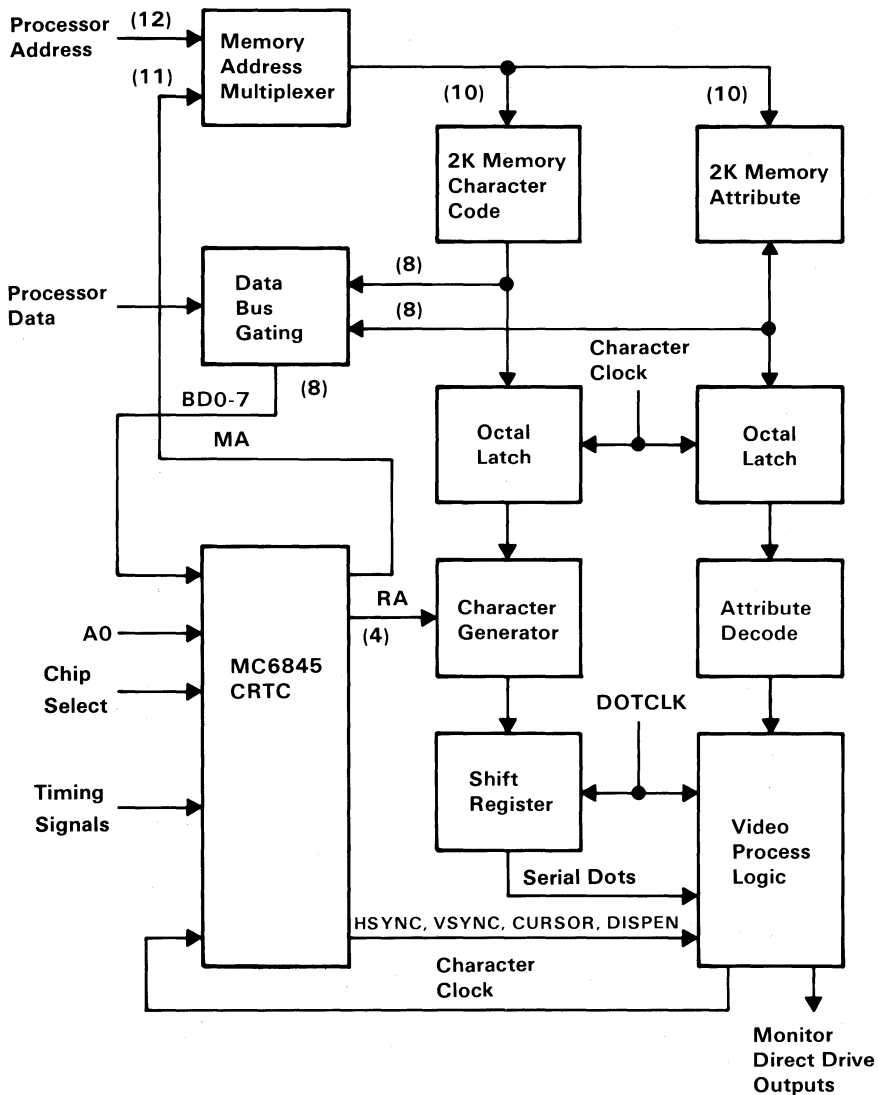 Processor
Address
(12)
Memory
Address
Multiplexer
(11)
(10)
(10)
2K Memory
Character
Code
2K Memory
Attribute
Processor
Data
Data
Bus
Gating
(8)
(8)
Character
Clock
BD0-7
(8)
MA
Octal
Latch
Octal
Latch
A0
Chip
Select
Timing
Signals
MC6845
CRTC
RA
(4)
Character
Generator
Attribute
Decode
DOTCLK
Shift
Register
Video
Process
Logic
Serial Dots
HSYNC, VSYNC, CURSOR, DISPEN
Character
Clock
Monitor
Direct Drive
Outputs